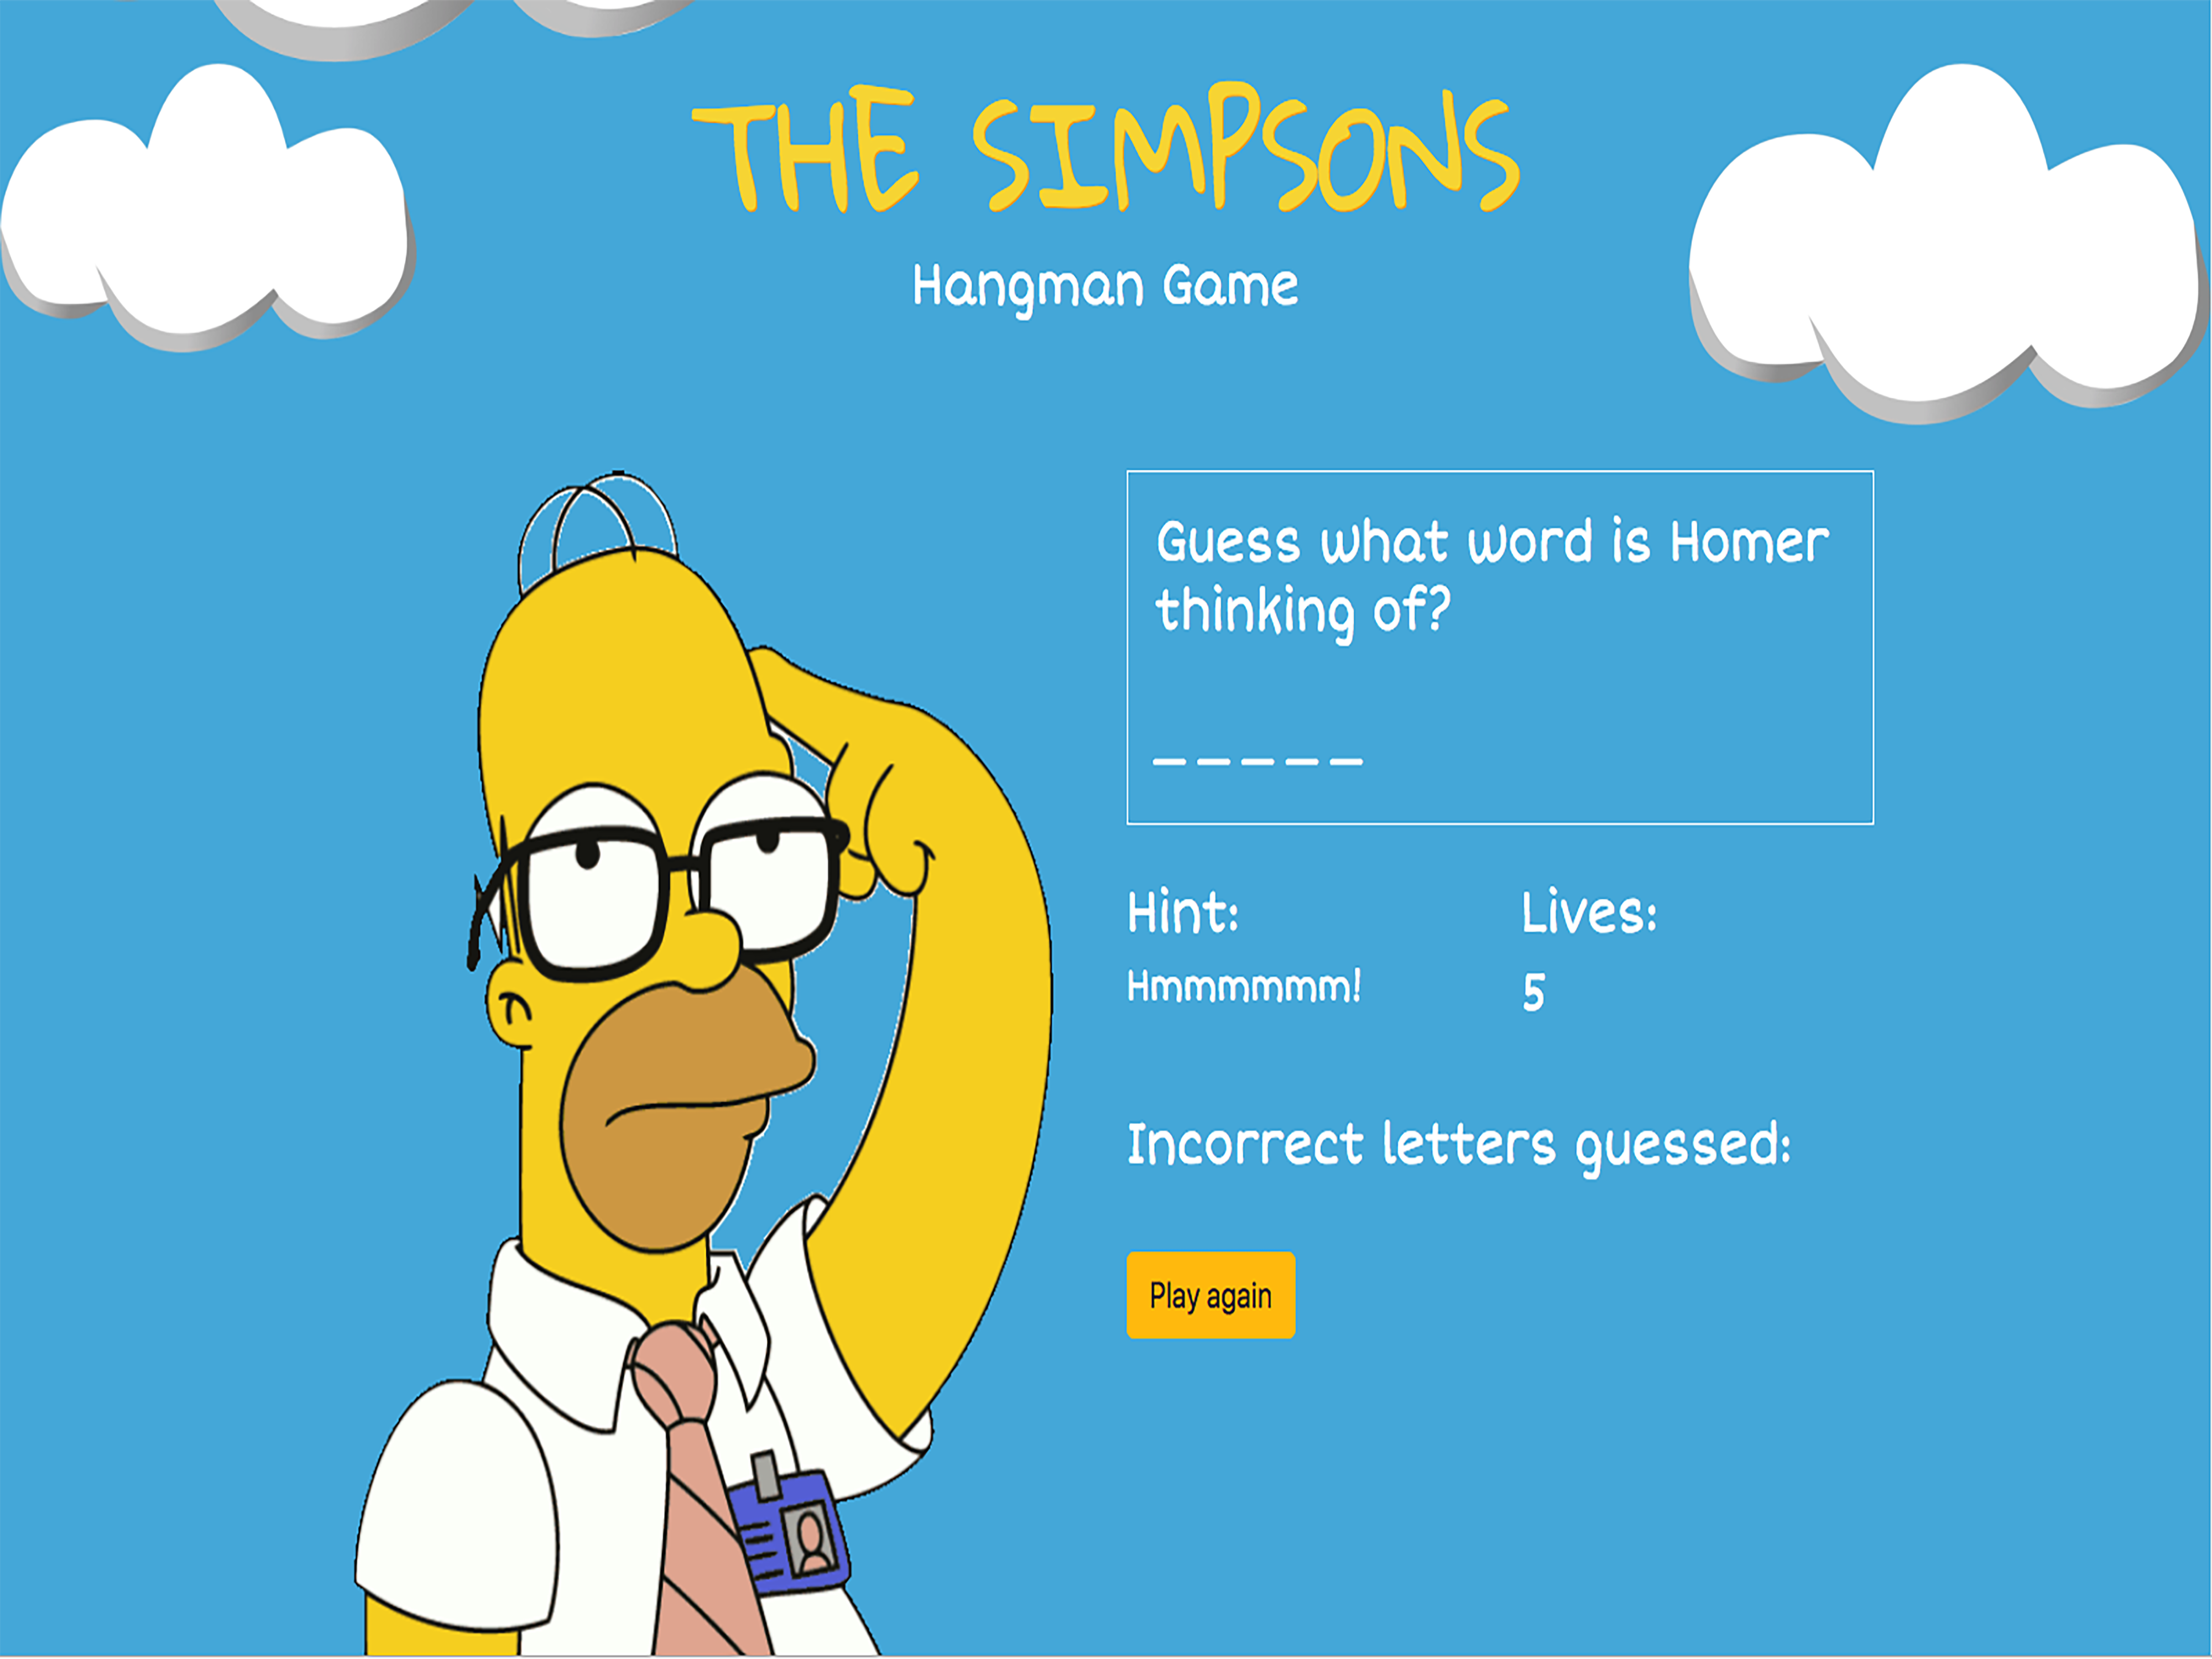 THE SIMPSONS
Hangman Game
Guess what word is Homer
thinking of?
_ _ _ _ _
Hint:
Hmmmmmm!
Lives:
5
Incorrect letters guessed:
Play again